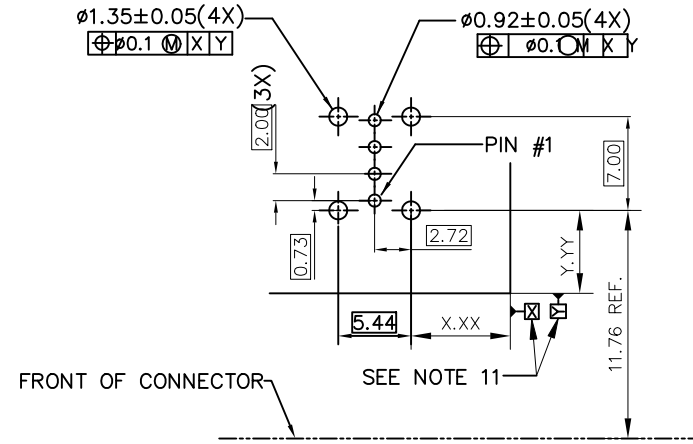 ø1.35±0.05(4X)
⌖ ø0.1 Ⓜ X Y
ø0.92±0.05(4X)
⌖ ø0.1Ⓜ X Y
2.00(3X)
PIN #1
7.00
0.73
2.72
Y.YY
5.44
X.XX
X
Y
11.76 REF.
SEE NOTE 11
FRONT OF CONNECTOR